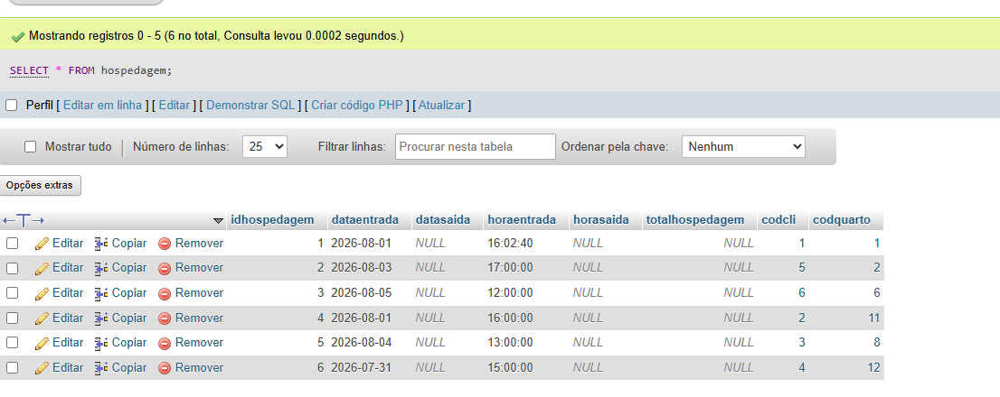 Mostrando registros 0 - 5 (6 no total, Consulta levou 0.0002 segundos.)
SELECT * FROM hospedagem;
Perfil [ Editar em linha ] [ Editar ] [ Demonstrar SQL ] [ Criar código PHP ] [ Atualizar ]
Mostrar tudo | Número de linhas: 25 Filtrar linhas: Procurar nesta tabela Ordenar pela chave: Nenhum
Opções extras
←T→ idhospedagem dataentrada datasaida horaentrada horasaida totalhospedagem codcli codquarto
Editar Copiar Remover 1 2026-08-01 NULL 16:02:40 NULL NULL 1 1
Editar Copiar Remover 2 2026-08-03 NULL 17:00:00 NULL NULL 5 2
Editar Copiar Remover 3 2026-08-05 NULL 12:00:00 NULL NULL 6 6
Editar Copiar Remover 4 2026-08-01 NULL 16:00:00 NULL NULL 2 11
Editar Copiar Remover 5 2026-08-04 NULL 13:00:00 NULL NULL 3 8
Editar Copiar Remover 6 2026-07-31 NULL 15:00:00 NULL NULL 4 12